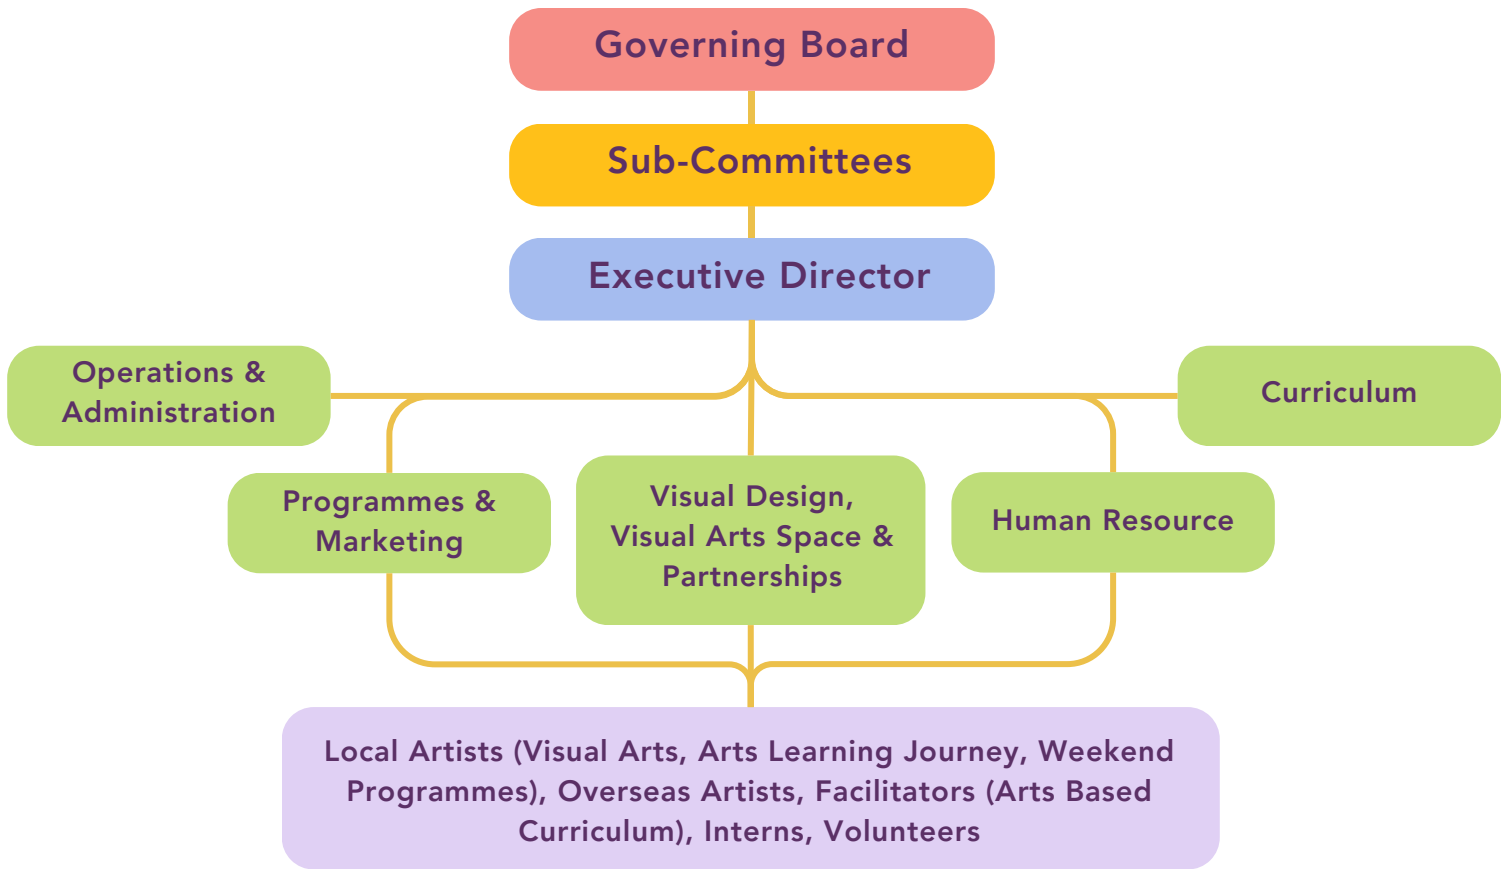 Governing Board
Sub-Committees
Executive Director
Operations &
Administration
Curriculum
Programmes &
Marketing
Visual Design,
Visual Arts Space &
Partnerships
Human Resource
Local Artists (Visual Arts, Arts Learning Journey, Weekend
Programmes), Overseas Artists, Facilitators (Arts Based
Curriculum), Interns, Volunteers